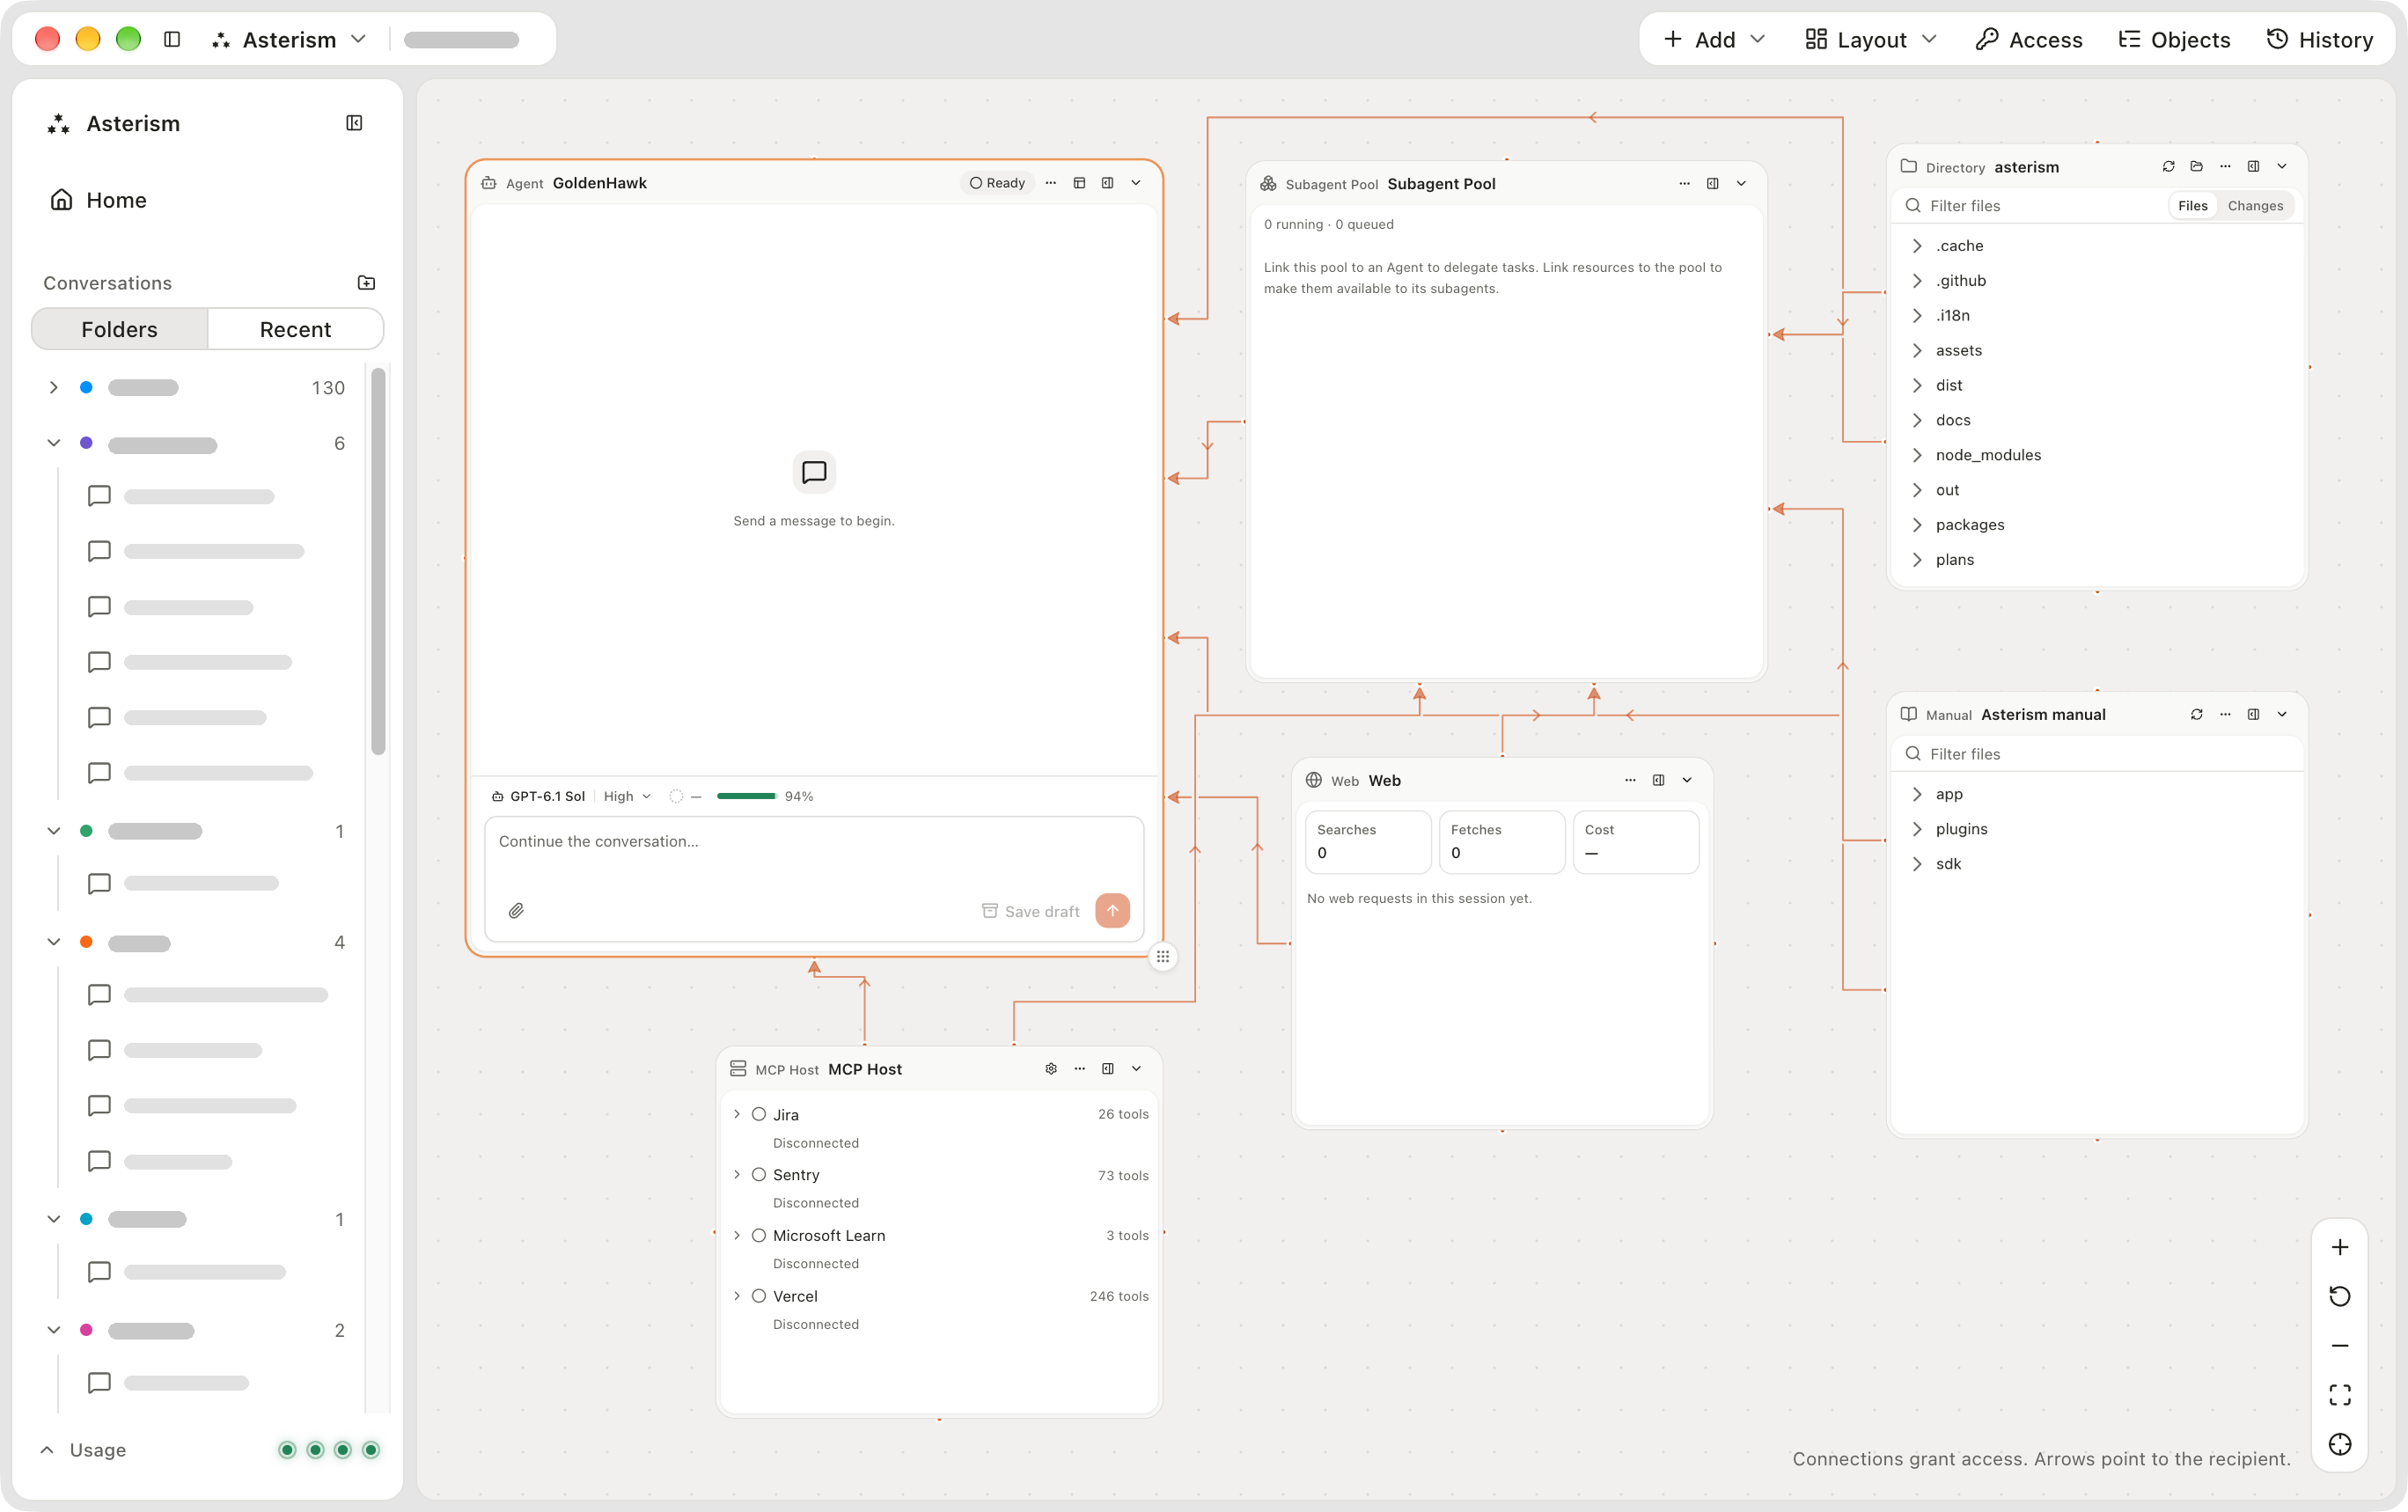 Asterism
Add
Layout
Access
Objects
History
Asterism
Home
Conversations
Folders
Recent
130
6
1
4
1
2
Usage
Agent GoldenHawk
Ready
Send a message to begin.
GPT-6.1 Sol
High
—
94%
Continue the conversation...
Save draft
Subagent Pool Subagent Pool
0 running · 0 queued
Link this pool to an Agent to delegate tasks. Link resources to the pool to
make them available to its subagents.
Directory asterism
Filter files
Files
Changes
.cache
.github
.i18n
assets
dist
docs
node_modules
out
packages
plans
Manual Asterism manual
Filter files
app
plugins
sdk
Web Web
Searches
0
Fetches
0
Cost
—
No web requests in this session yet.
MCP Host MCP Host
Jira
26 tools
Disconnected
Sentry
73 tools
Disconnected
Microsoft Learn
3 tools
Disconnected
Vercel
246 tools
Disconnected
Connections grant access. Arrows point to the recipient.